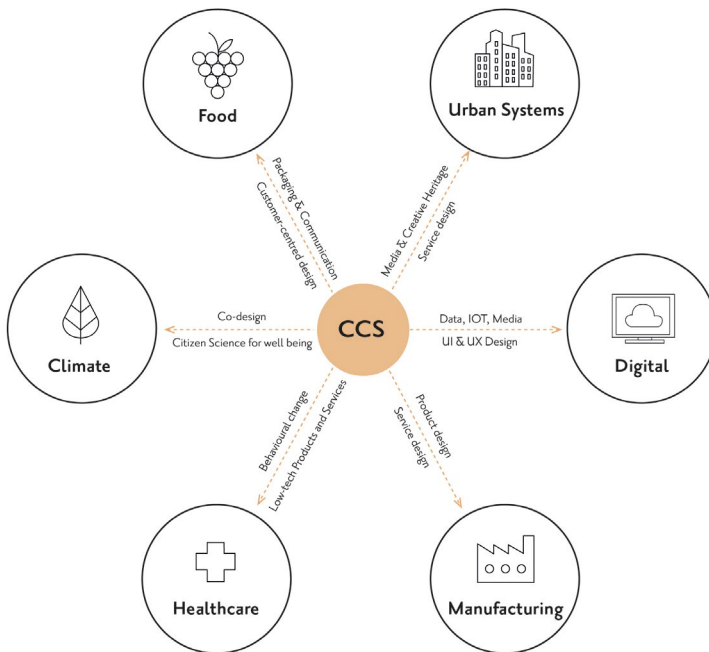 Food
Urban Systems
Packaging & Communication
Customer-centred design
Media & Creative Heritage
Service design
Climate
Co-design
Citizen Science for well being
CCS
Data, IOT, Media
UI & UX Design
Digital
Behavioural change
Low-tech Products and Services
Product design
Service design
Healthcare
Manufacturing